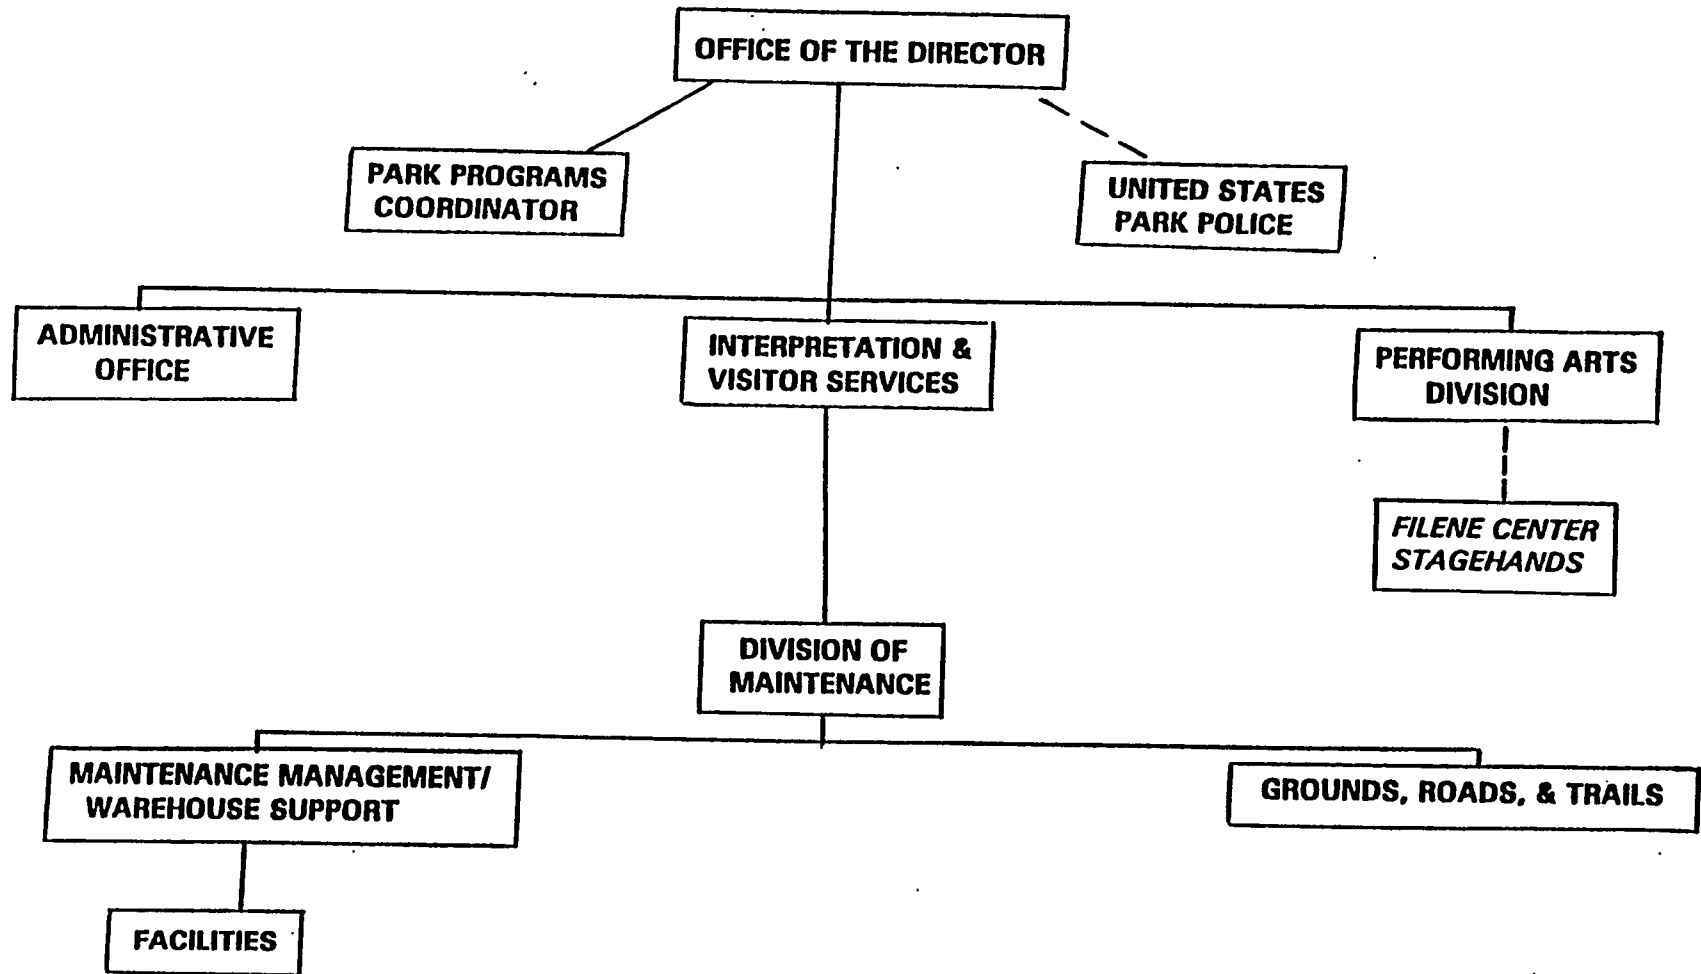 OFFICE OF THE DIRECTOR
PARK PROGRAMS
COORDINATOR
UNITED STATES
PARK POLICE
ADMINISTRATIVE
OFFICE
INTERPRETATION &
VISITOR SERVICES
PERFORMING ARTS
DIVISION
FILENE CENTER
STAGEHANDS
DIVISION OF
MAINTENANCE
MAINTENANCE MANAGEMENT/
WAREHOUSE SUPPORT
GROUNDS, ROADS, & TRAILS
FACILITIES